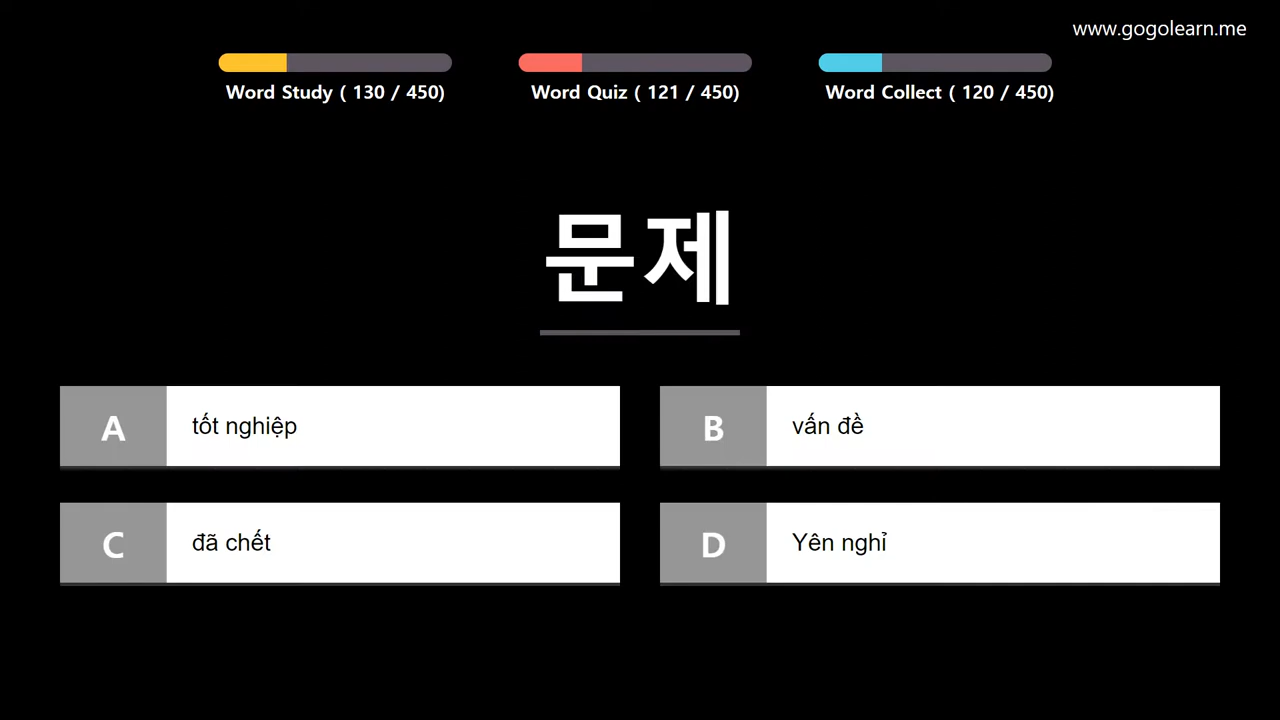 www.gogolearn.me
Word Study ( 130 / 450)
Word Quiz ( 121 / 450)
Word Collect ( 120 / 450)
문제
A
tốt nghiệp
B
vấn đề
C
đã chết
D
Yên nghỉ